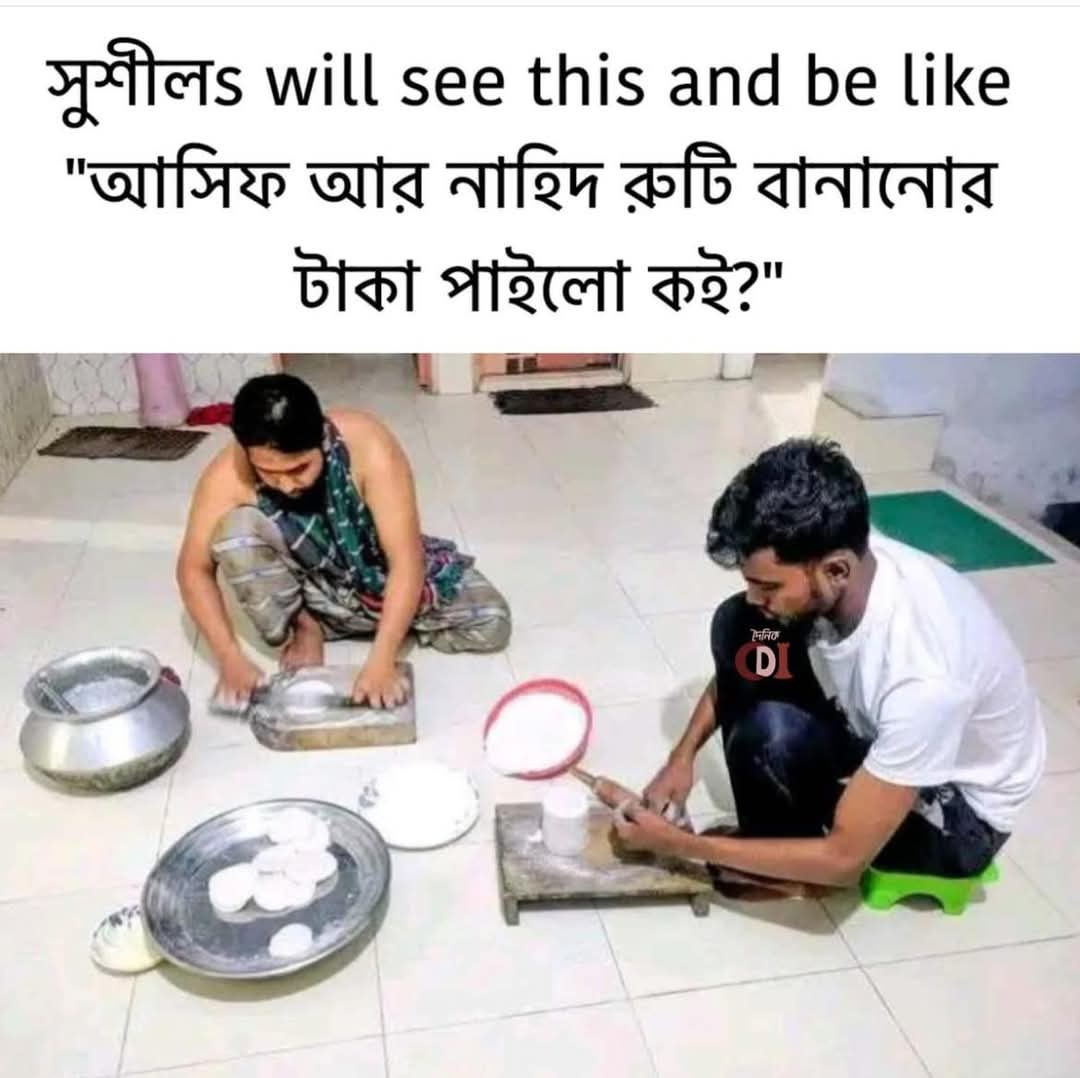 সুশীলs will see this and be like
"আসিফ আর নাহিদ রুটি বানানোর
টাকা পাইলো কই?"
দৈনিক
DI